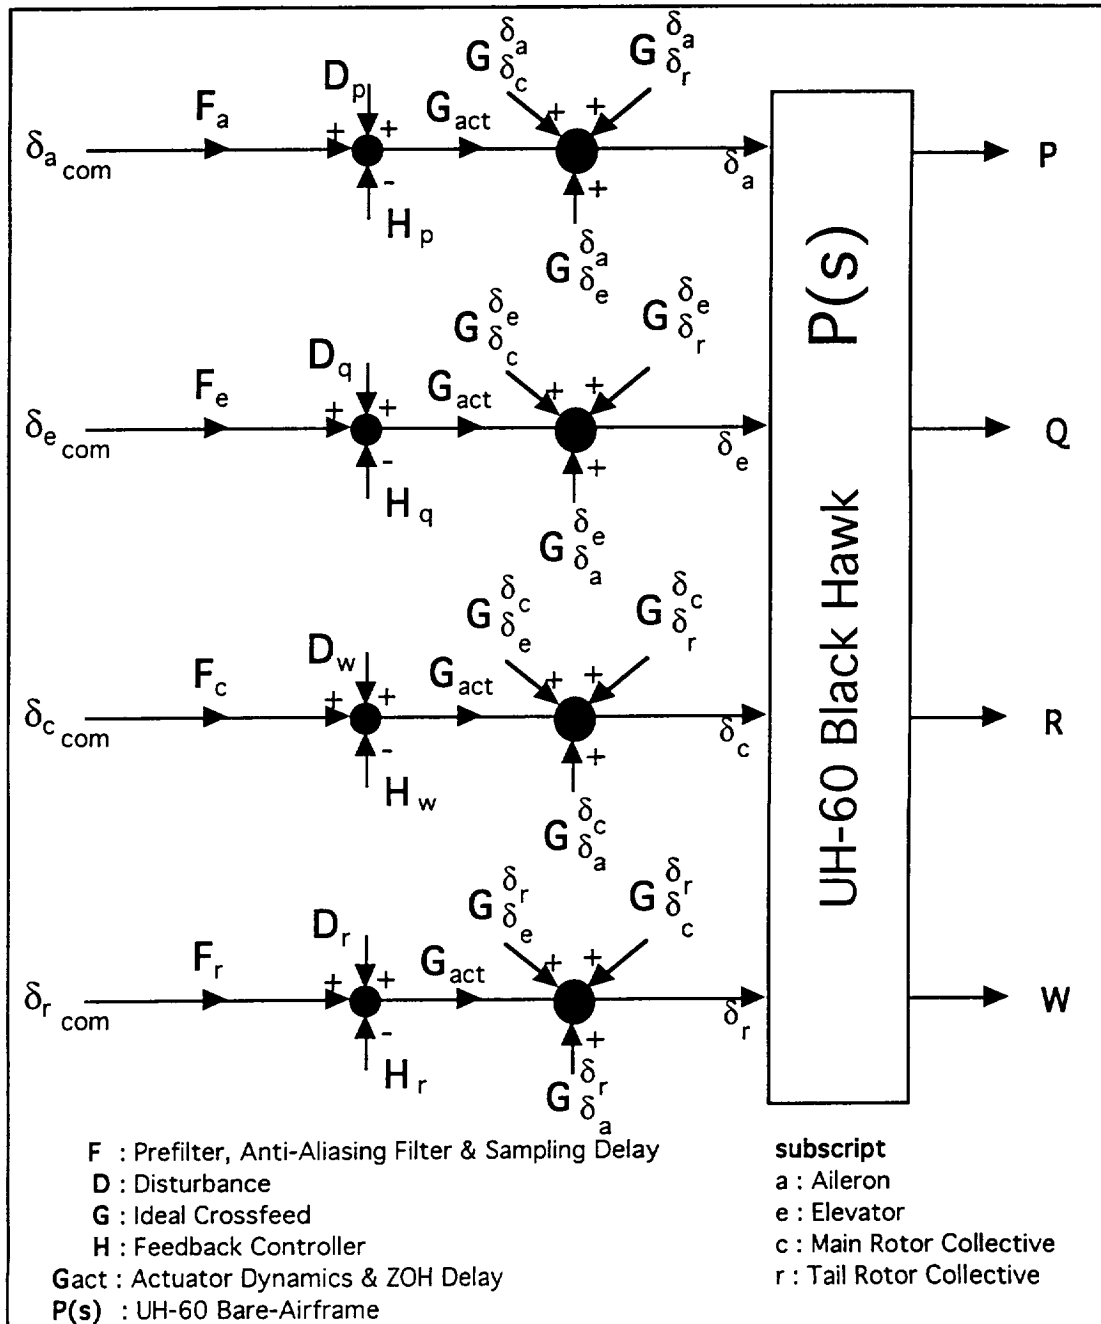 δa com Fa + Dp + - Hp Gact G δa δc + G δa δr + + G δa δe δa P
δe com Fe + Dq + - Hq Gact G δe δc + G δe δr + + G δe δa δe Q
δc com Fc + Dw + - Hw Gact G δc δe + G δc δr + + G δc δa δc R
δr com Fr + Dr + - Hr Gact G δr δe + G δr δc + + G δr δa δr W
UH-60 Black Hawk P(s)
F : Prefilter, Anti-Aliasing Filter & Sampling Delay
D : Disturbance
G : Ideal Crossfeed
H : Feedback Controller
Gact : Actuator Dynamics & ZOH Delay
P(s) : UH-60 Bare-Airframe
subscript
a : Aileron
e : Elevator
c : Main Rotor Collective
r : Tail Rotor Collective